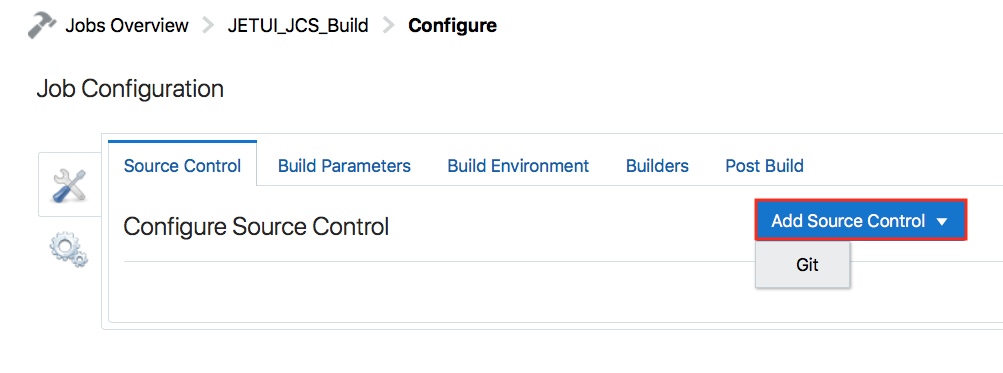 Jobs Overview > JETUI_JCS_Build > Configure
Job Configuration
Source Control Build Parameters Build Environment Builders Post Build
Configure Source Control Add Source Control
Git